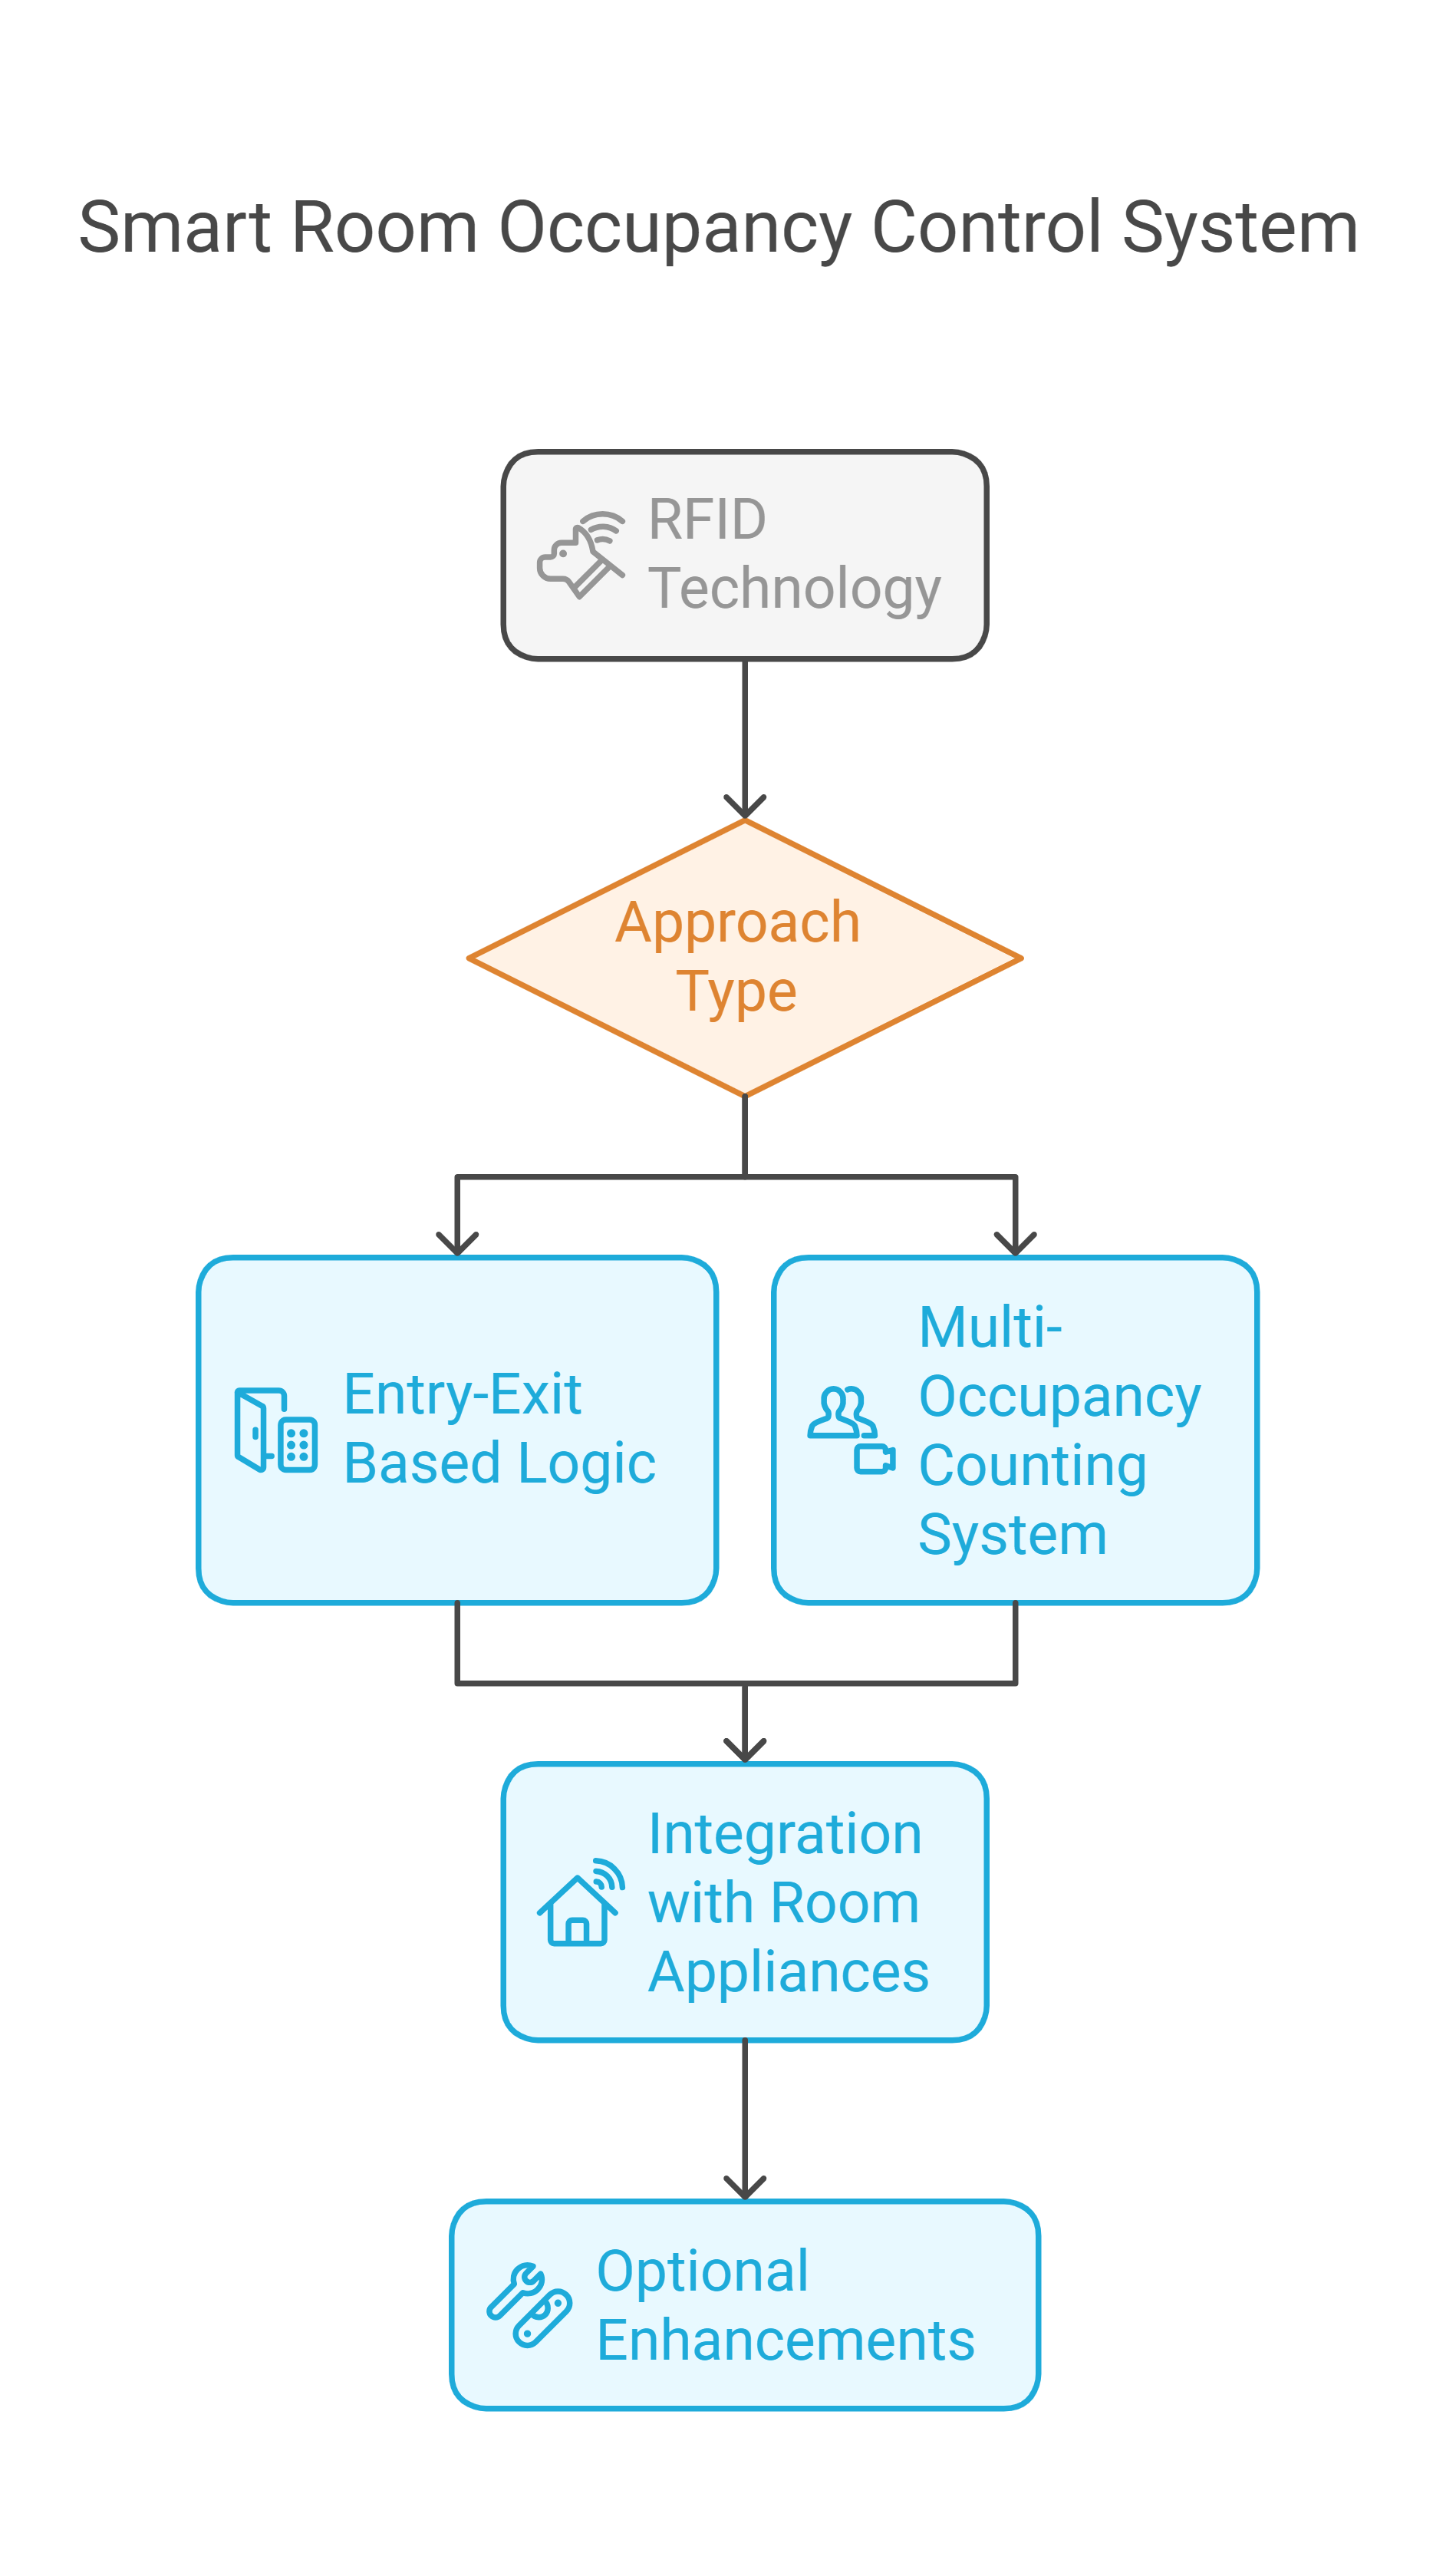 Smart Room Occupancy Control System
RFID
Technology
Approach
Type
Entry-Exit
Based Logic
Multi-
Occupancy
Counting
System
Integration
with Room
Appliances
Optional
Enhancements